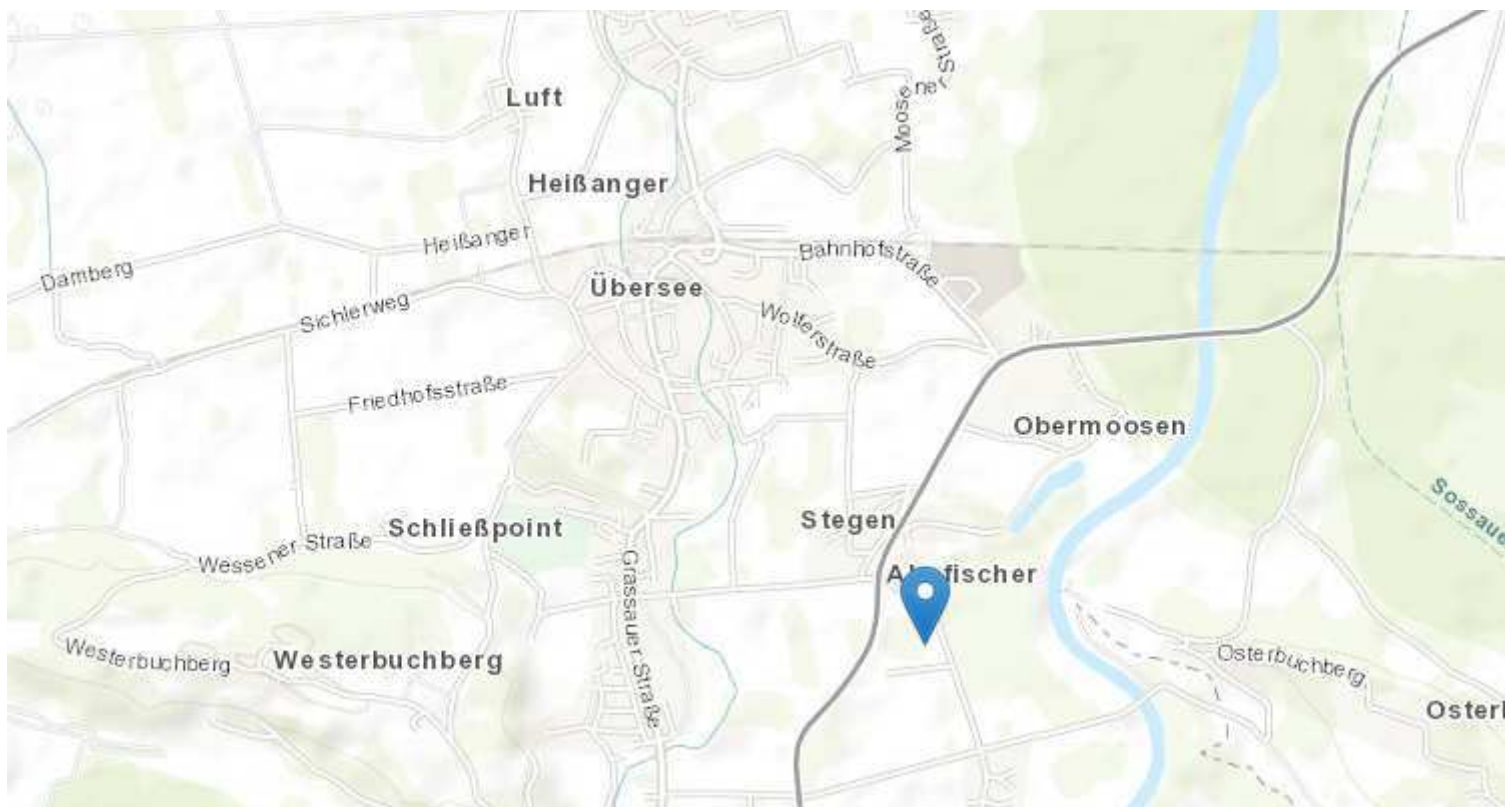 Straße
Moosener
Luft
Heißanger
Heißanger
Bahnhofstraße
Damberg
Übersee
Sichlerweg
Wolferstraße
Friedhofsstraße
Obermoosen
Sossauer
Stegen
Schließpoint
Wessener Straße
Grassauer Straße
Westerbuchberg
Westerbuchberg
Osterbuchberg